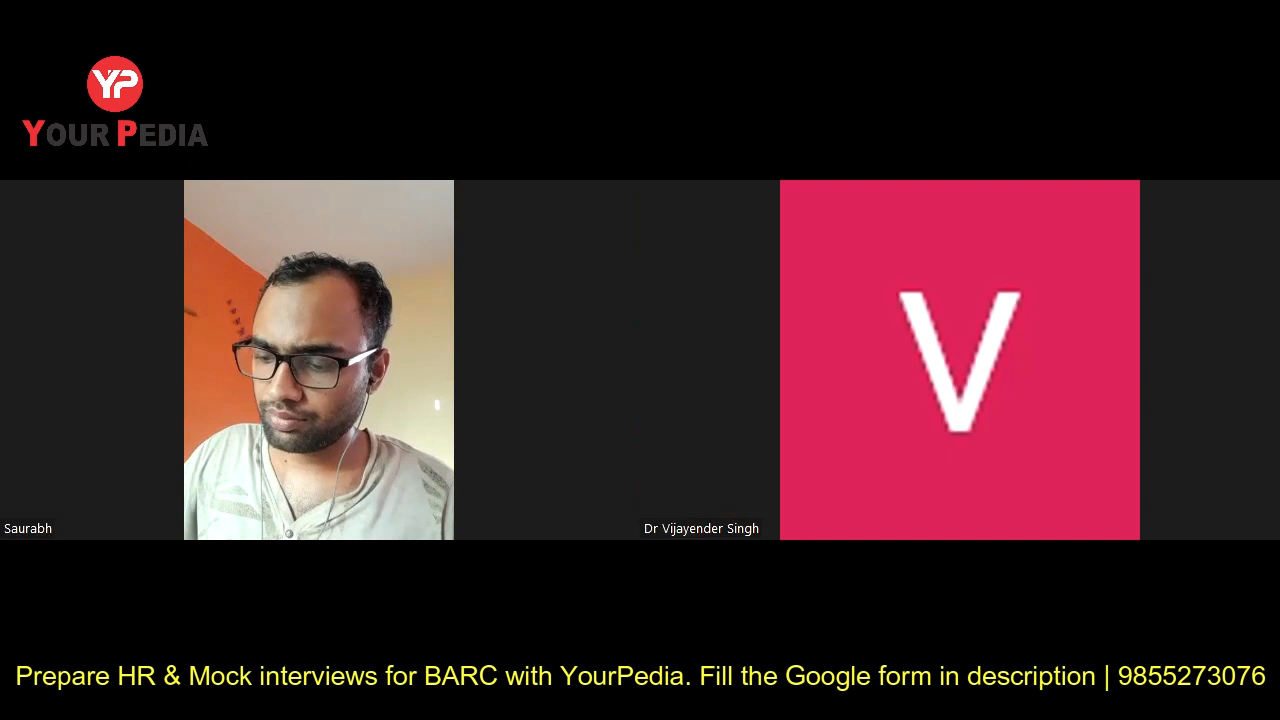 YP
YOUR PEDIA
V
Saurabh
Dr Vijayender Singh
Prepare HR & Mock interviews for BARC with YourPedia. Fill the Google form in description | 9855273076